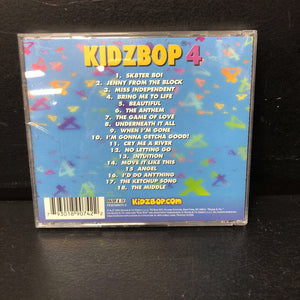 KIDZBOP 4
1. SK8TER BOI
2. JENNY FROM THE BLOCK
3. MISS INDEPENDENT
4. BRING ME TO LIFE
5. BEAUTIFUL
6. THE ANTHEM
7. THE GAME OF LOVE
8. UNDERNEATH IT ALL
9. WHEN I'M GONE
10. I'M GONNA GETCHA GOOD!
11. CRY ME A RIVER
12. NO LETTING GO
13. INTUITION
14. MOVE IT LIKE THIS
15 ANGEL
16. I'D DO ANYTHING
17. THE KETCHUP SONG
18. THE MIDDLE
KIDZBOP.COM